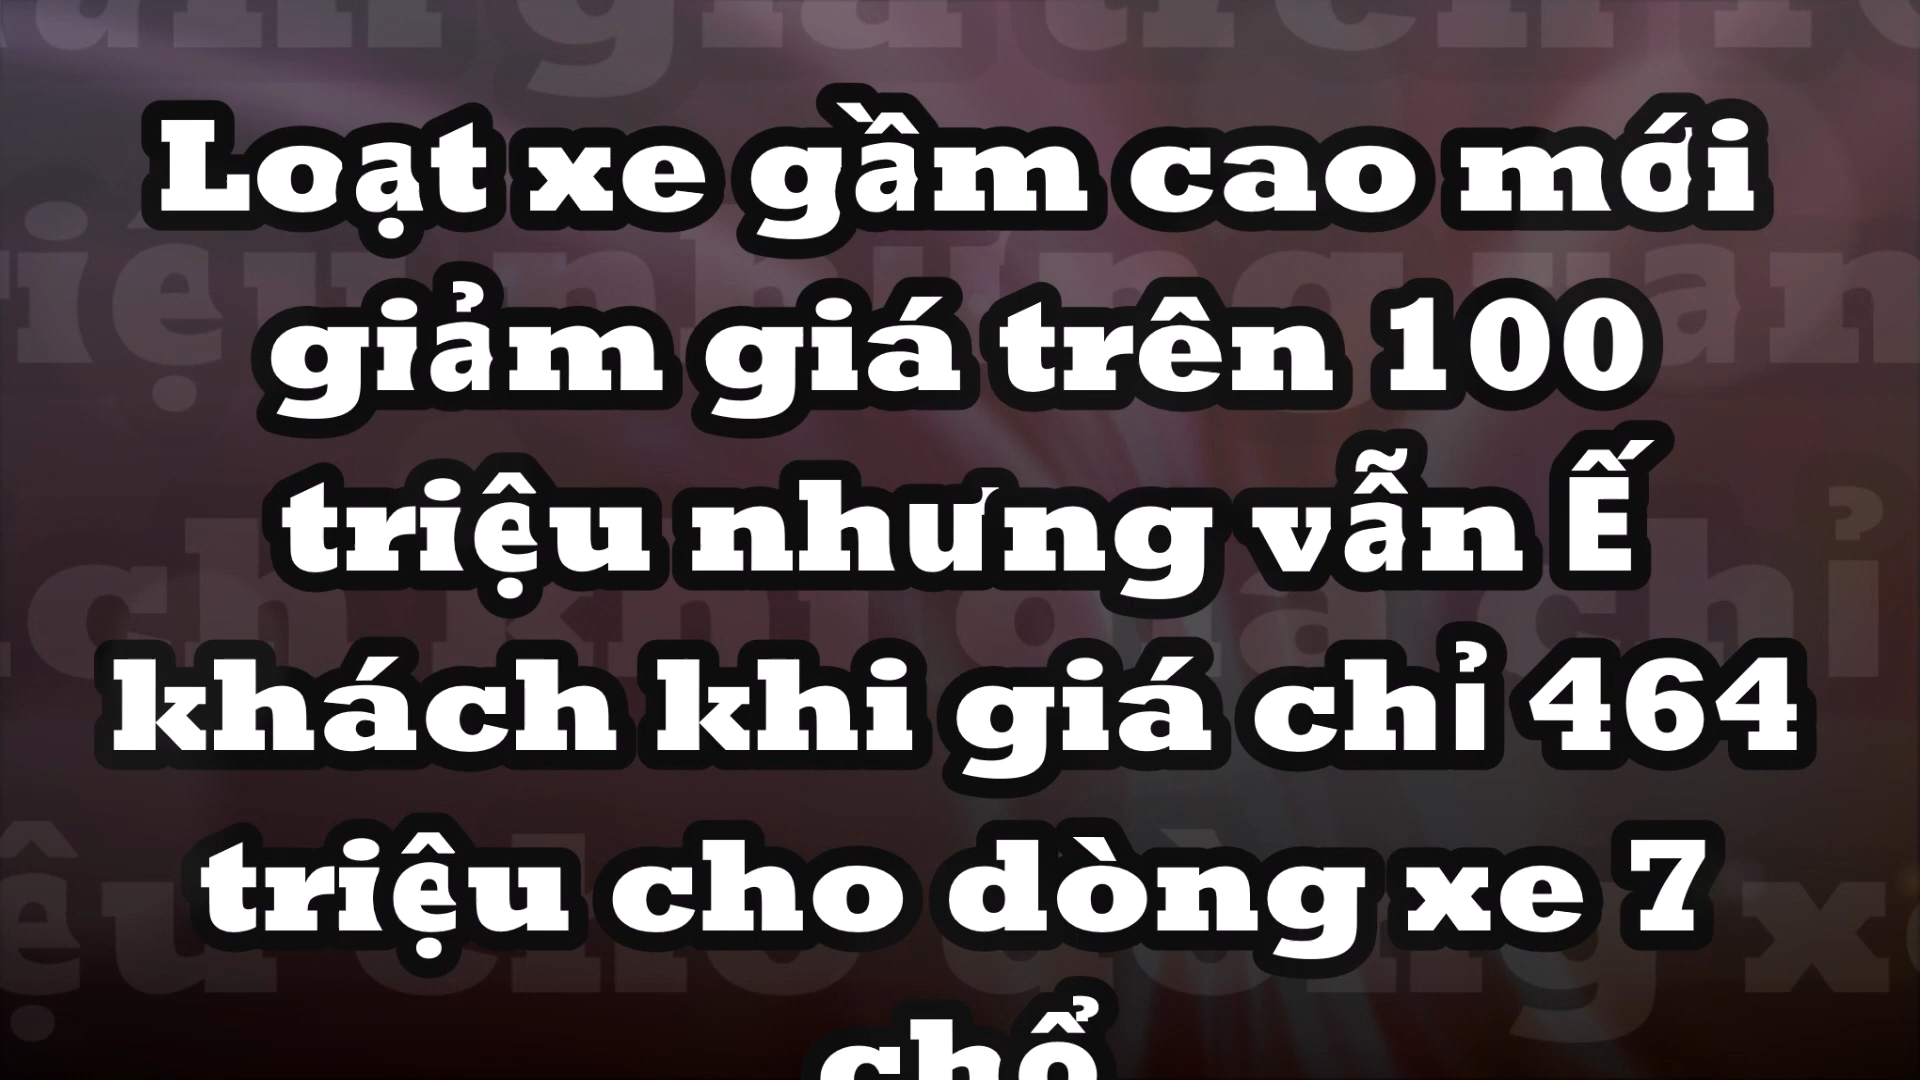 Loạt xe gầm cao mới
giảm giá trên 100
triệu nhưng vẫn Ế
khách khi giá chỉ 464
triệu cho dòng xe 7
chổ